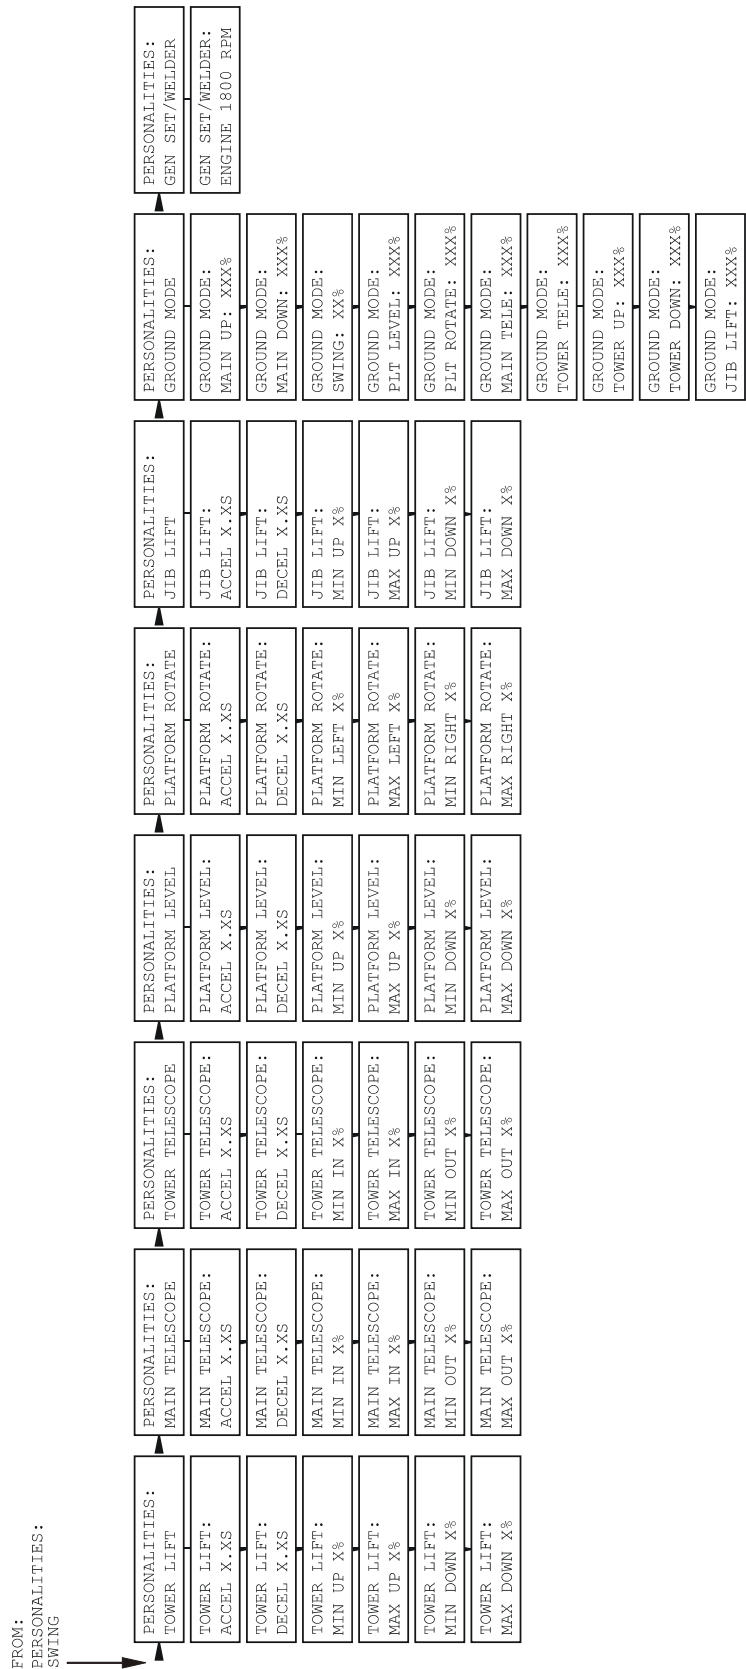 FROM:
PERSONALITIES:
SWING
PERSONALITIES:
TOWER LIFT
TOWER LIFT:
ACCEL X.XS
TOWER LIFT:
DECEL X.XS
TOWER LIFT:
MIN UP X%
TOWER LIFT:
MAX UP X%
TOWER LIFT:
MIN DOWN X%
TOWER LIFT:
MAX DOWN X%
PERSONALITIES:
MAIN TELESCOPE
MAIN TELESCOPE:
ACCEL X.XS
MAIN TELESCOPE:
DECEL X.XS
MAIN TELESCOPE:
MIN IN X%
MAIN TELESCOPE:
MAX IN X%
MAIN TELESCOPE:
MIN OUT X%
MAIN TELESCOPE:
MAX OUT X%
PERSONALITIES:
TOWER TELESCOPE
TOWER TELESCOPE:
ACCEL X.XS
TOWER TELESCOPE:
DECEL X.XS
TOWER TELESCOPE:
MIN IN X%
TOWER TELESCOPE:
MAX IN X%
TOWER TELESCOPE:
MIN OUT X%
TOWER TELESCOPE:
MAX OUT X%
PERSONALITIES:
PLATFORM LEVEL
PLATFORM LEVEL:
ACCEL X.XS
PLATFORM LEVEL:
DECEL X.XS
PLATFORM LEVEL:
MIN UP X%
PLATFORM LEVEL:
MAX UP X%
PLATFORM LEVEL:
MIN DOWN X%
PLATFORM LEVEL:
MAX DOWN X%
PERSONALITIES:
PLATFORM ROTATE
PLATFORM ROTATE:
ACCEL X.XS
PLATFORM ROTATE:
DECEL X.XS
PLATFORM ROTATE:
MIN LEFT X%
PLATFORM ROTATE:
MAX LEFT X%
PLATFORM ROTATE:
MIN RIGHT X%
PLATFORM ROTATE:
MAX RIGHT X%
PERSONALITIES:
JIB LIFT
JIB LIFT:
ACCEL X.XS
JIB LIFT:
DECEL X.XS
JIB LIFT:
MIN UP X%
JIB LIFT:
MAX UP X%
JIB LIFT:
MIN DOWN X%
JIB LIFT:
MAX DOWN X%
PERSONALITIES:
GROUND MODE
GROUND MODE:
MAIN UP: XXX%
GROUND MODE:
MAIN DOWN: XXX%
GROUND MODE:
SWING: XX%
GROUND MODE:
PLT LEVEL: XXX%
GROUND MODE:
PLT ROTATE: XXX%
GROUND MODE:
MAIN TELE: XXX%
GROUND MODE:
TOWER TELE: XXX%
GROUND MODE:
TOWER UP: XXX%
GROUND MODE:
TOWER DOWN: XXX%
GROUND MODE:
JIB LIFT: XXX%
PERSONALITIES:
GEN SET/WELDER
GEN SET/WELDER:
ENGINE 1800 RPM